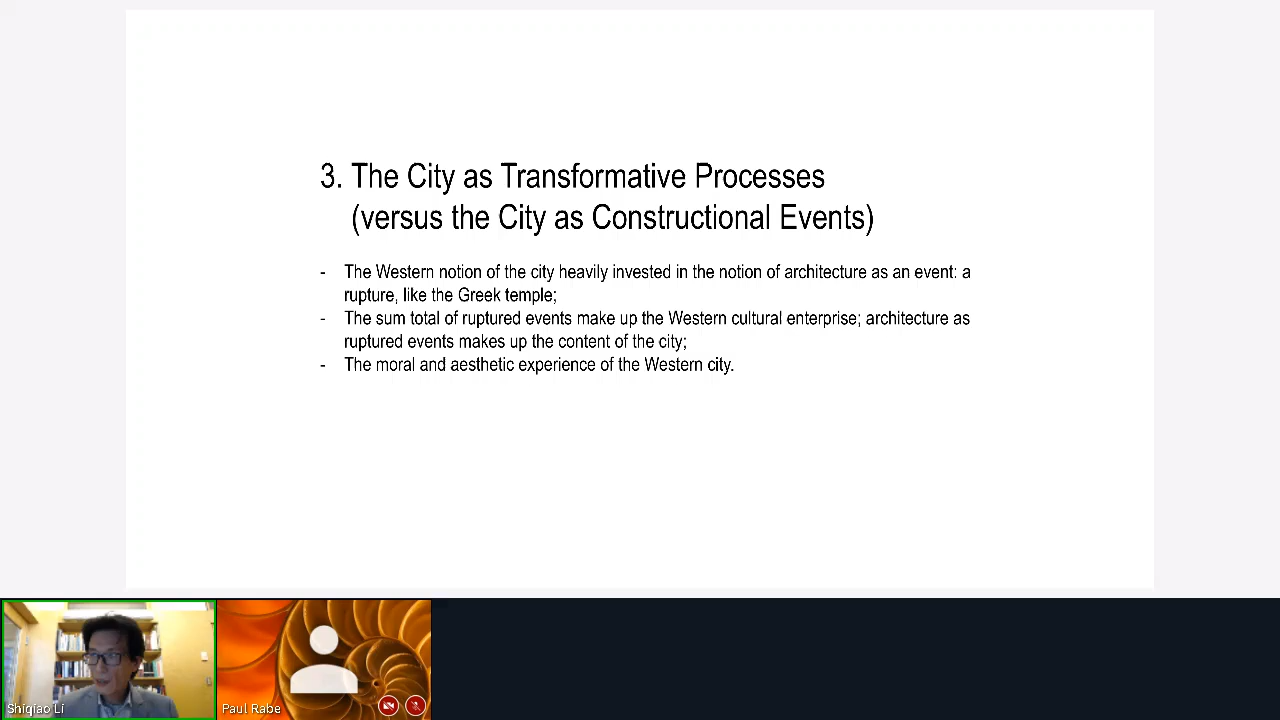 3. The City as Transformative Processes
(versus the City as Constructional Events)
- The Western notion of the city heavily invested in the notion of architecture as an event: a
rupture, like the Greek temple;
- The sum total of ruptured events make up the Western cultural enterprise; architecture as
ruptured events makes up the content of the city;
- The moral and aesthetic experience of the Western city.
Shiqiao Li
Paul Rabe